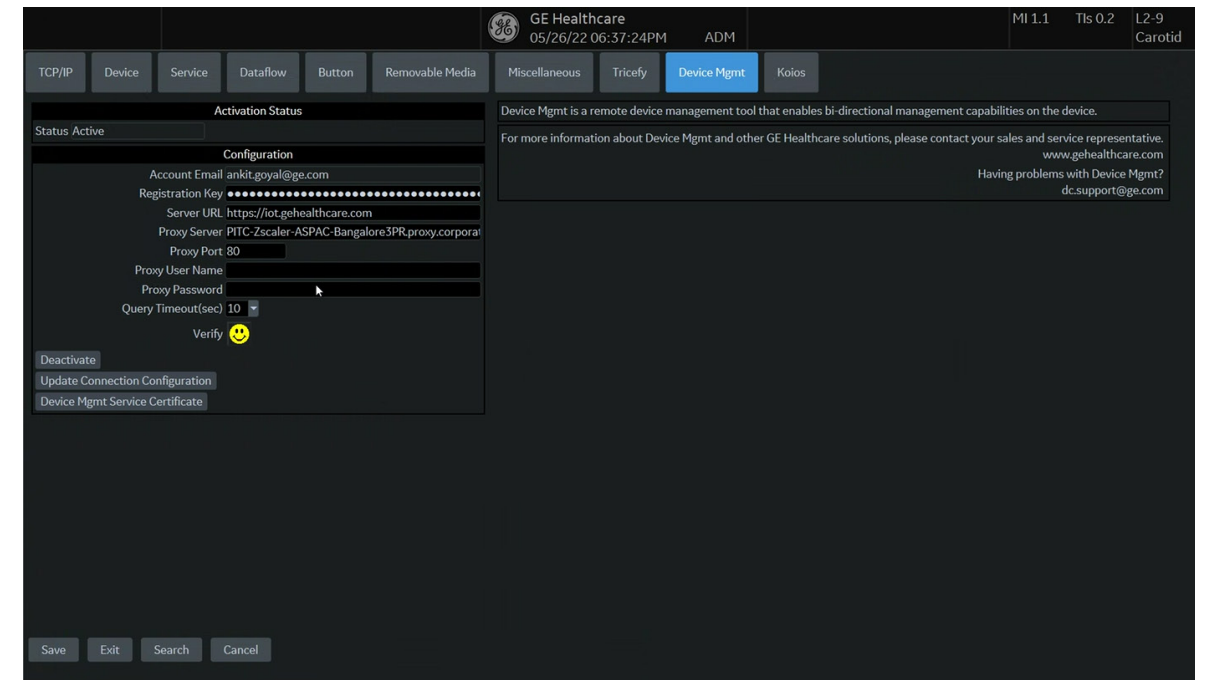 GE Healthcare
05/26/22 06:37:24PM ADM
MI 1.1 TIs 0.2 L2-9
Carotid
TCP/IP Device Service Dataflow Button Removable Media Miscellaneous Tricefy Device Mgmt Koios
Activation Status
Status Active
Configuration
Account Email ankit.goyal@ge.com
Registration Key ●●●●●●●●●●●●●●●●●●●●●●●●●●●●●●●●●●
Server URL https://iot.gehealthcare.com
Proxy Server PITC-Zscaler-ASPAC-Bangalore3PR.proxy.corporat
Proxy Port 80
Proxy User Name
Proxy Password
Query Timeout(sec) 10
Verify
Deactivate
Update Connection Configuration
Device Mgmt Service Certificate
Device Mgmt is a remote device management tool that enables bi-directional management capabilities on the device.
For more information about Device Mgmt and other GE Healthcare solutions, please contact your sales and service representative.
www.gehealthcare.com
Having problems with Device Mgmt?
dc.support@ge.com
Save Exit Search Cancel